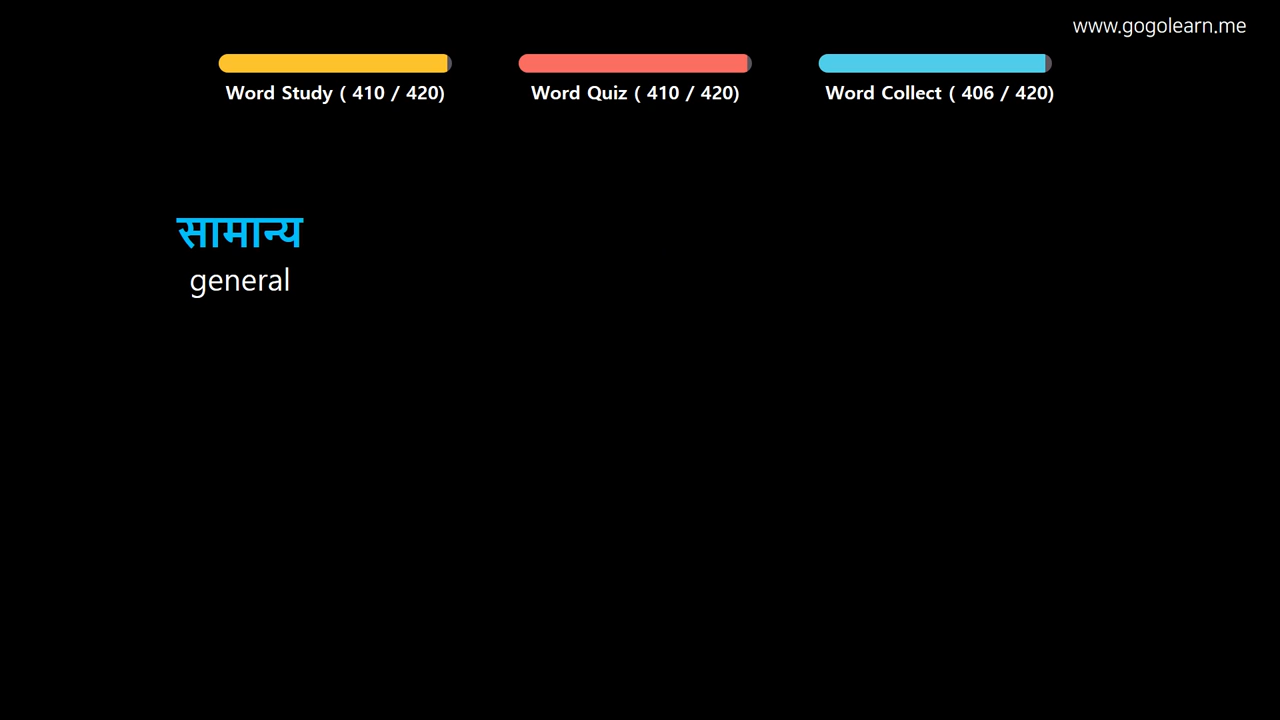 www.gogolearn.me
Word Study ( 410 / 420)
Word Quiz ( 410 / 420)
Word Collect ( 406 / 420)
सामान्य
general